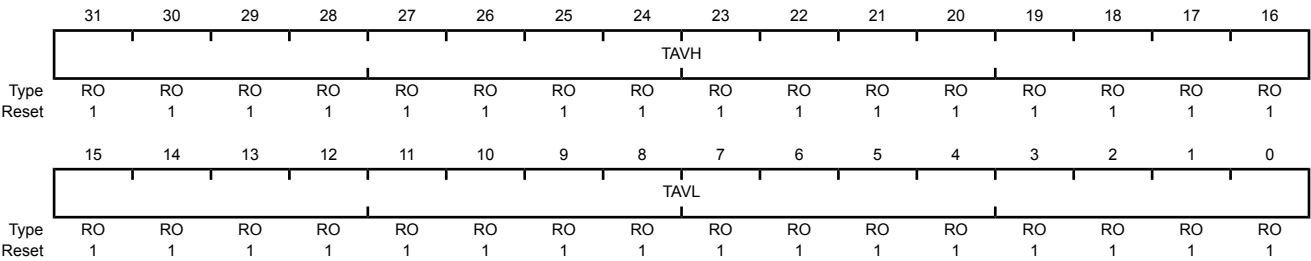 31 30 29 28 27 26 25 24 23 22 21 20 19 18 17 16
TAVH
Type RO RO RO RO RO RO RO RO RO RO RO RO RO RO RO RO
Reset 1 1 1 1 1 1 1 1 1 1 1 1 1 1 1 1
15 14 13 12 11 10 9 8 7 6 5 4 3 2 1 0
TAVL
Type RO RO RO RO RO RO RO RO RO RO RO RO RO RO RO RO
Reset 1 1 1 1 1 1 1 1 1 1 1 1 1 1 1 1